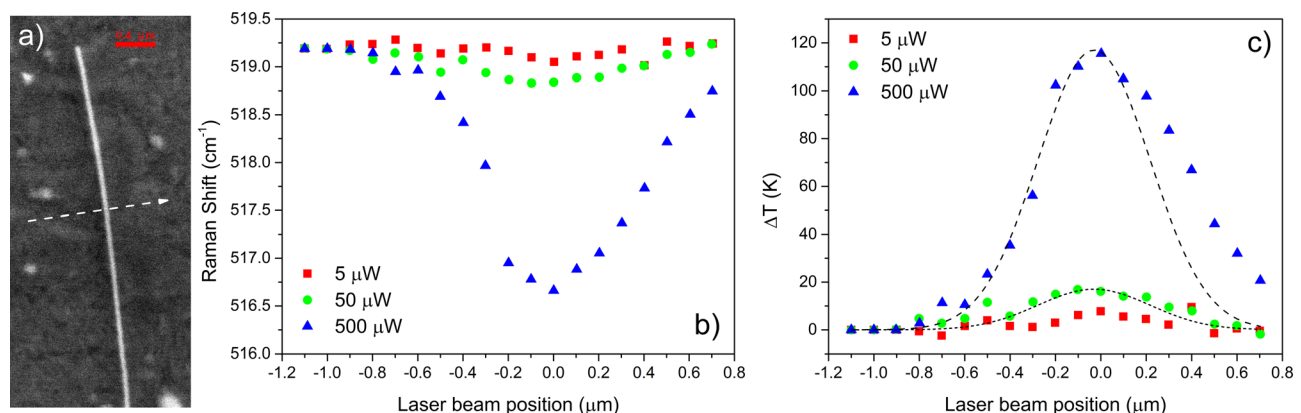 a)
0.6 µm
519.5
519.0
518.5
518.0
517.5
517.0
516.5
516.0
Raman Shift (cm⁻¹)
5 µW
50 µW
500 µW
b)
-1.2 -1.0 -0.8 -0.6 -0.4 -0.2 0.0 0.2 0.4 0.6 0.8
Laser beam position (µm)
c)
120
100
80
60
40
20
0
ΔT (K)
5 µW
50 µW
500 µW
-1.2 -1.0 -0.8 -0.6 -0.4 -0.2 0.0 0.2 0.4 0.6 0.8
Laser beam position (µm)